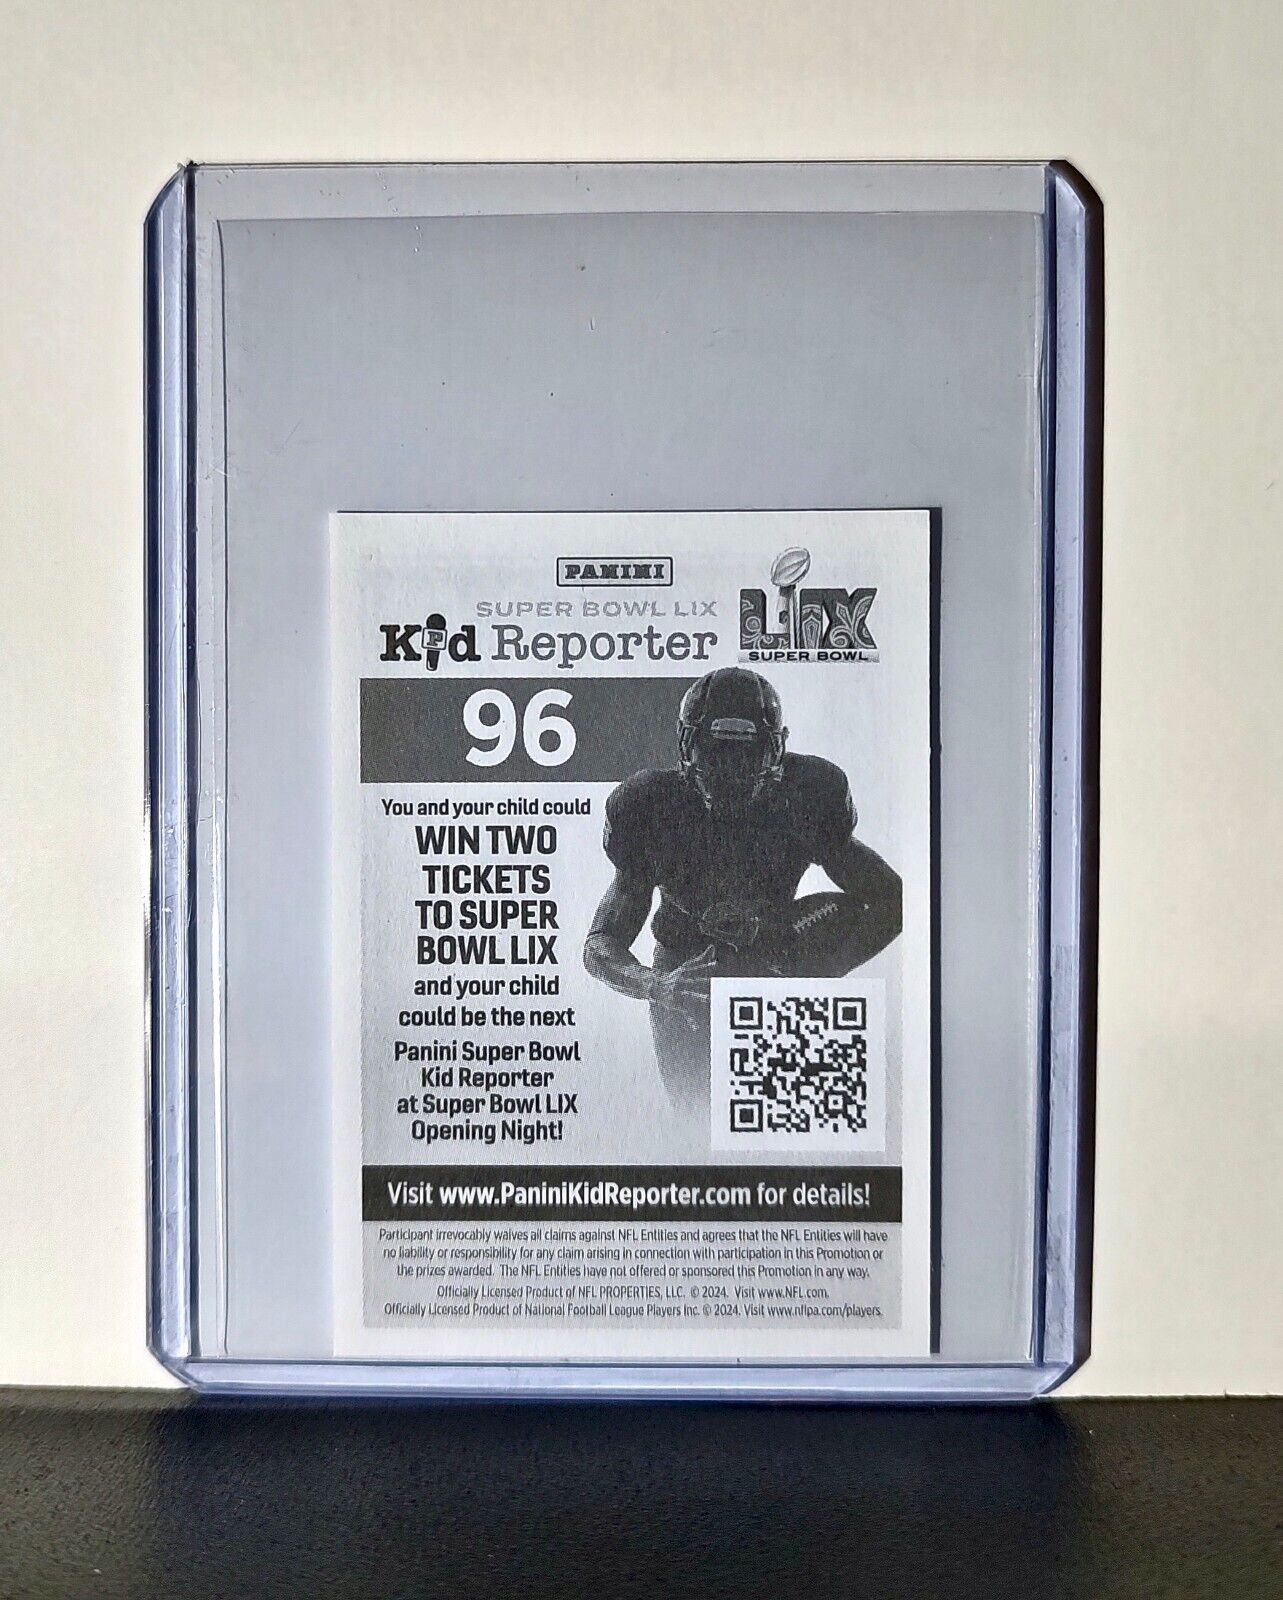 PANINI
SUPER BOWL LIX
Kid Reporter
P
LIX
SUPER BOWL
96
You and your child could
WIN TWO
TICKETS
TO SUPER
BOWL LIX
and your child
could be the next
Panini Super Bowl
Kid Reporter
at Super Bowl LIX
Opening Night!
Visit www.PaniniKidReporter.com for details!
Participant irrevocably waives all claims against NFL Entities and agrees that the NFL Entities will have
no liability or responsibility for any claim arising in connection with participation in this Promotion or
the prizes awarded. The NFL Entities have not offered or sponsored this Promotion in any way.
Officially Licensed Product of NFL PROPERTIES, LLC. © 2024. Visit www.NFL.com.
Officially Licensed Product of National Football League Players Inc. © 2024. Visit www.nflpa.com/players.